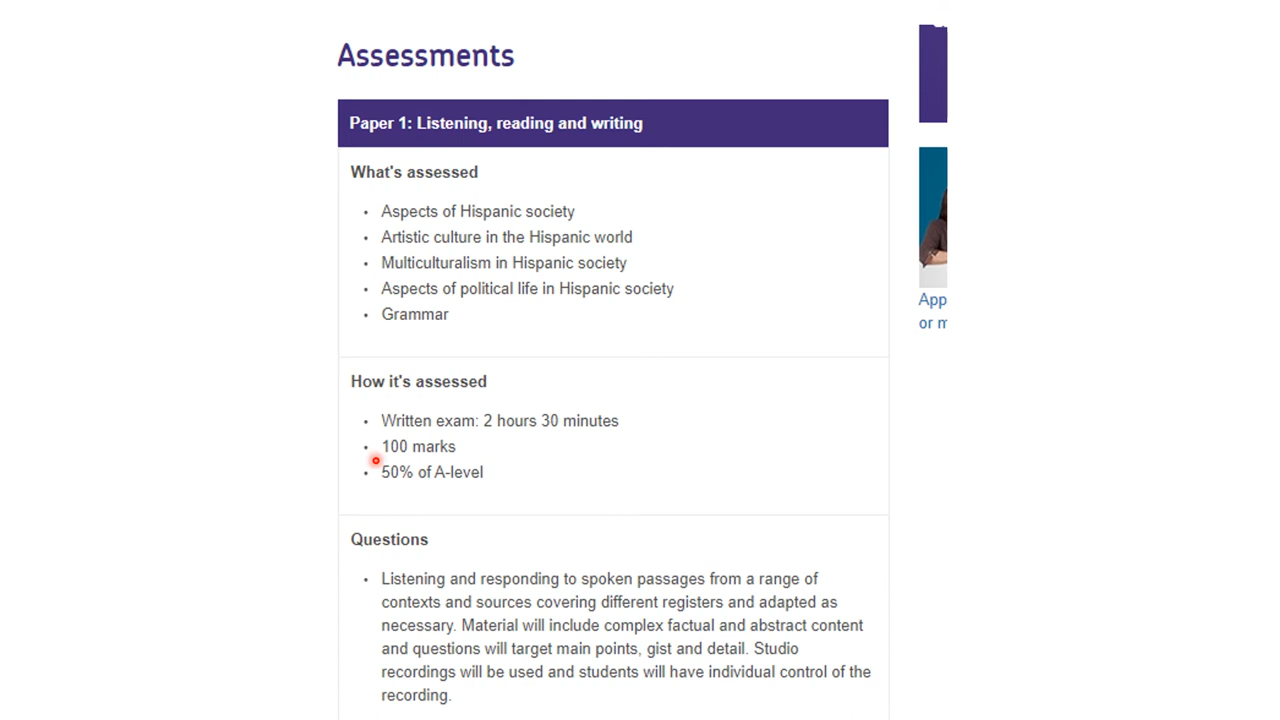 Assessments
Paper 1: Listening, reading and writing
What's assessed
• Aspects of Hispanic society
• Artistic culture in the Hispanic world
• Multiculturalism in Hispanic society
• Aspects of political life in Hispanic society
• Grammar
How it's assessed
• Written exam: 2 hours 30 minutes
• 100 marks
• 50% of A-level
Questions
• Listening and responding to spoken passages from a range of
contexts and sources covering different registers and adapted as
necessary. Material will include complex factual and abstract content
and questions will target main points, gist and detail. Studio
recordings will be used and students will have individual control of the
recording.
App
or m